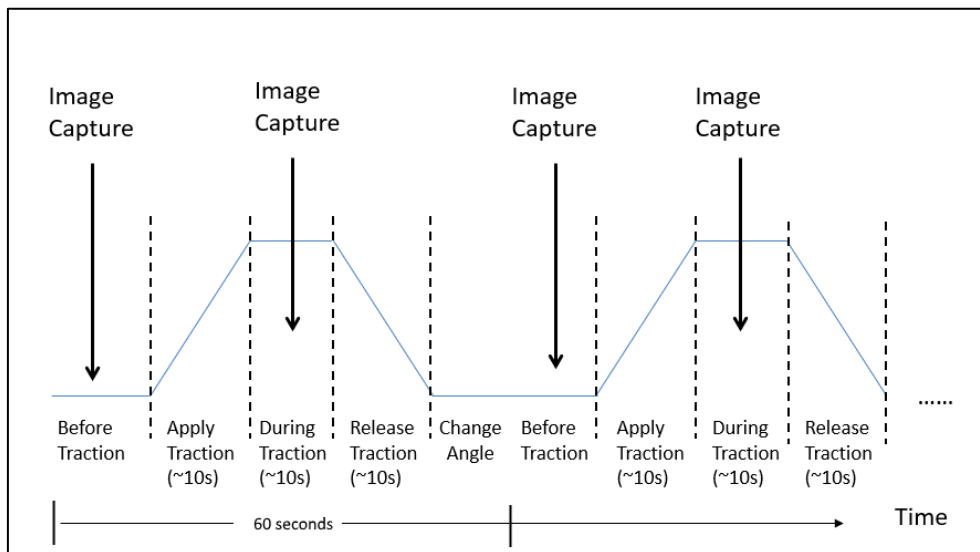 Image
Capture
Image
Capture
Image
Capture
Image
Capture
Before
Traction
Apply
Traction
(~10s)
During
Traction
(~10s)
Release
Traction
(~10s)
Change
Angle
Before
Traction
Apply
Traction
(~10s)
During
Traction
(~10s)
Release
Traction
(~10s)
......
60 seconds
Time